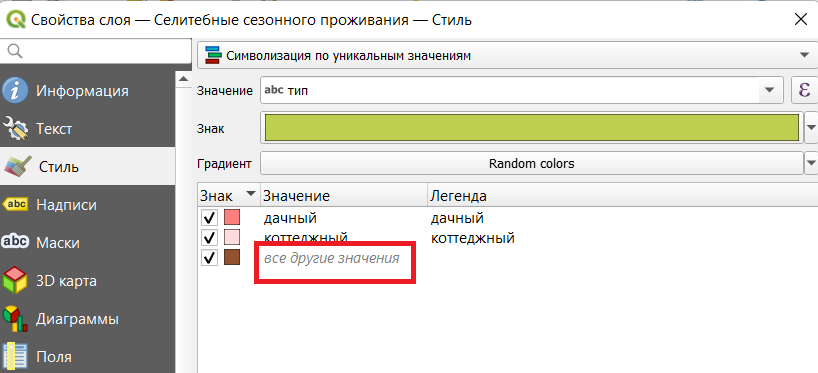 Свойства слоя — Селитебные сезонного проживания — Стиль
Символизация по уникальным значениям
Информация
Значение abc тип ε
Текст
Знак
Стиль
Градиент Random colors
Знак Значение Легенда
Надписи
дачный дачный
abc Маски
коттеджный коттеджный
все другие значения
3D карта
Диаграммы
Поля